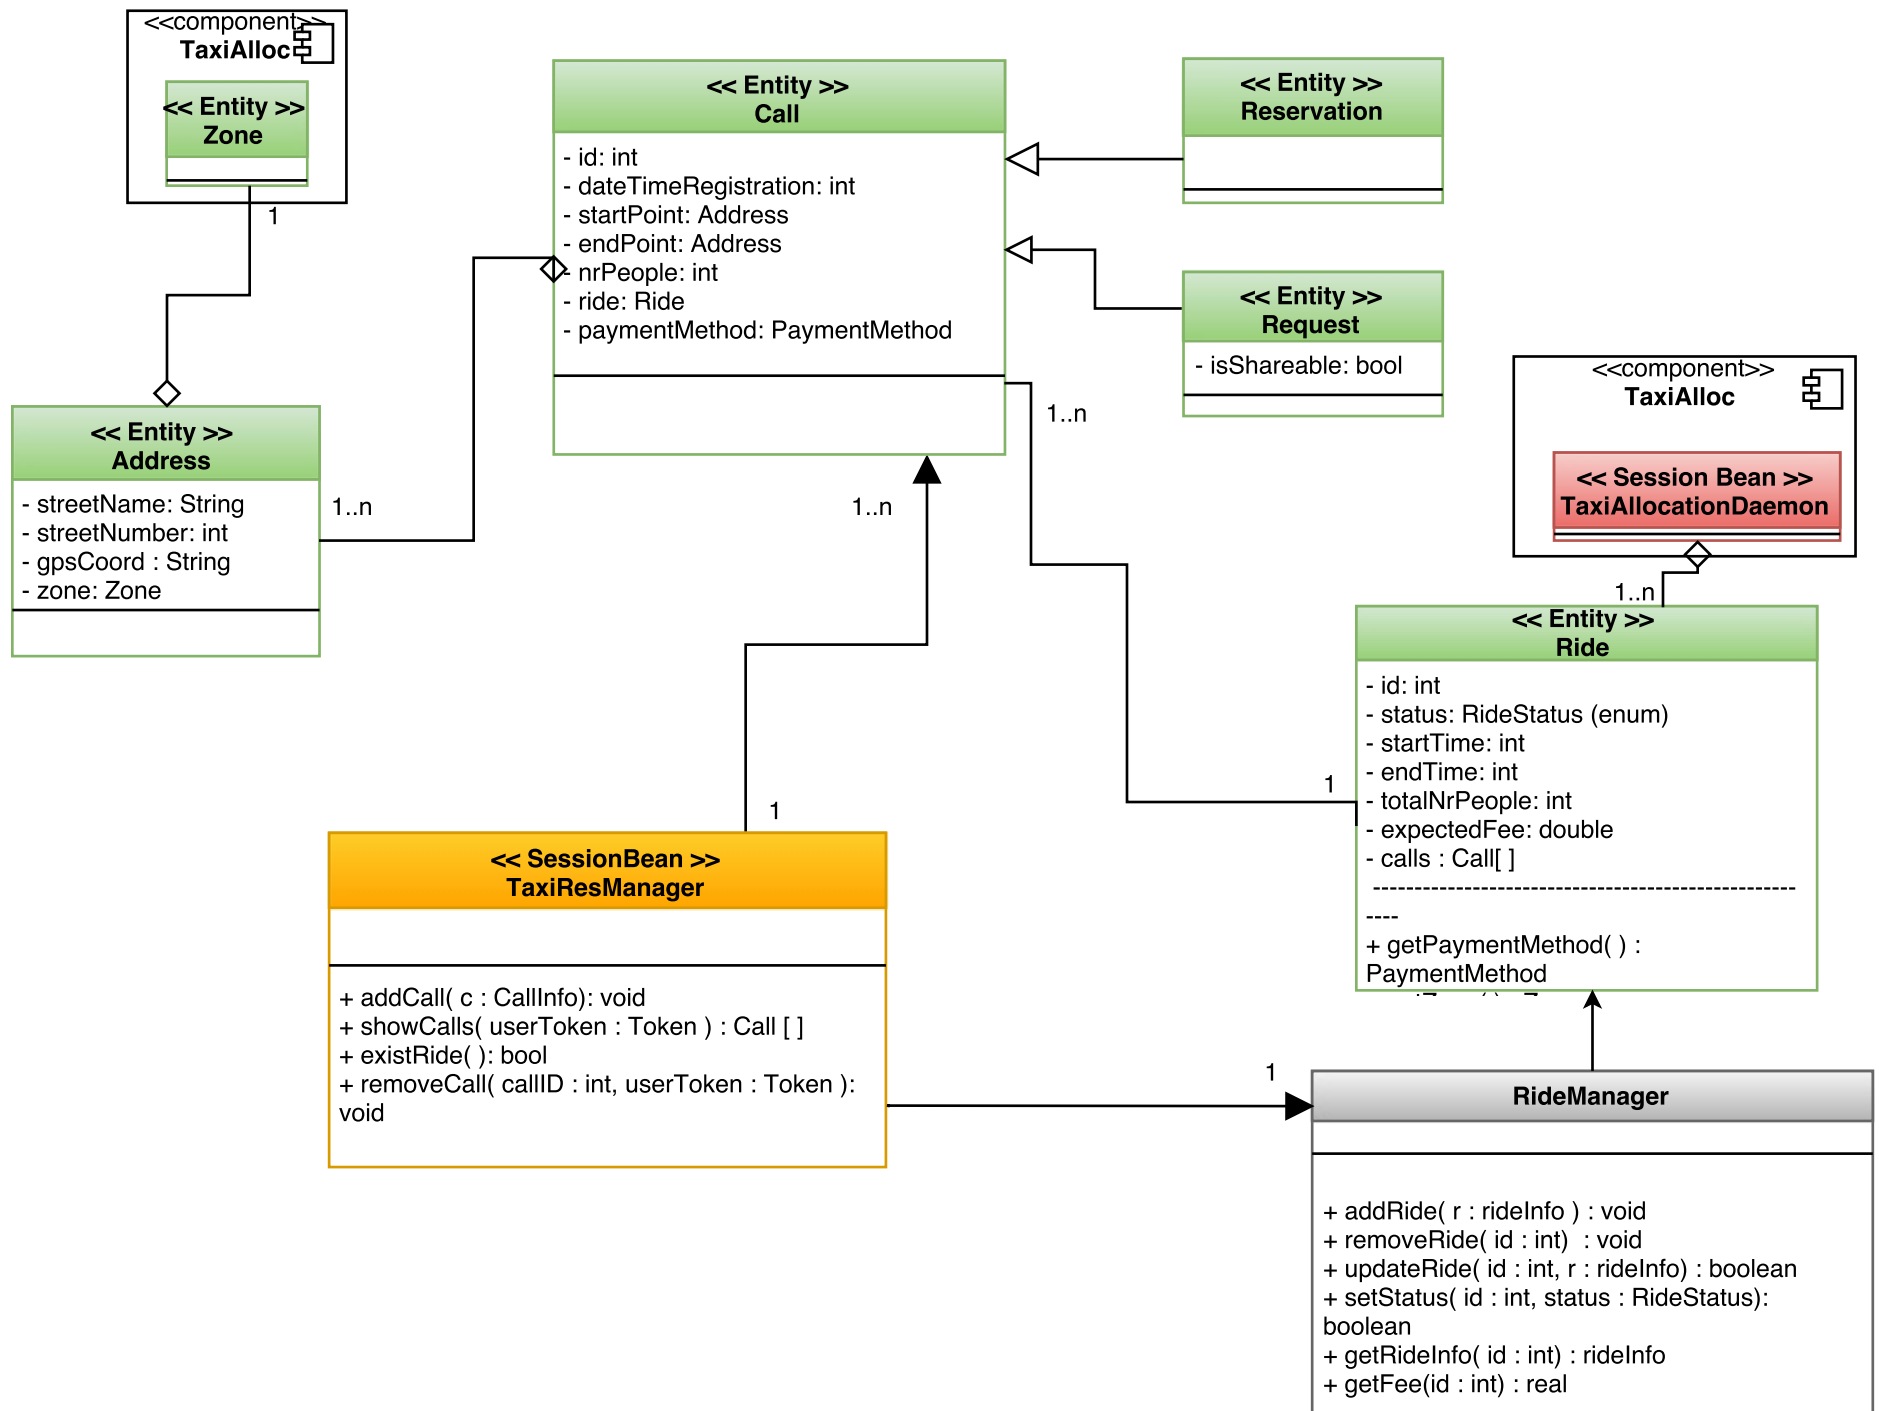 <<component>>
TaxiAlloc
<< Entity >>
Zone
1
<< Entity >>
Call
- id: int
- dateTimeRegistration: int
- startPoint: Address
- endPoint: Address
- nrPeople: int
- ride: Ride
- paymentMethod: PaymentMethod
<< Entity >>
Reservation
<< Entity >>
Request
- isShareable: bool
<<component>>
TaxiAlloc
<< Session Bean >>
TaxiAllocationDaemon
1..n
<< Entity >>
Address
- streetName: String
- streetNumber: int
- gpsCoord : String
- zone: Zone
1..n
1..n
1..n
<< Entity >>
Ride
- id: int
- status: RideStatus (enum)
- startTime: int
- endTime: int
- totalNrPeople: int
- expectedFee: double
- calls : Call[ ]
---------------------------------------------------
----
+ getPaymentMethod( ) :
PaymentMethod
1
1
<< SessionBean >>
TaxiResManager
+ addCall( c : CallInfo): void
+ showCalls( userToken : Token ) : Call [ ]
+ existRide( ): bool
+ removeCall( callID : int, userToken : Token ):
void
1
RideManager
+ addRide( r : rideInfo ) : void
+ removeRide( id : int)  : void
+ updateRide( id : int, r : rideInfo) : boolean
+ setStatus( id : int, status : RideStatus):
boolean
+ getRideInfo( id : int) : rideInfo
+ getFee(id : int) : real